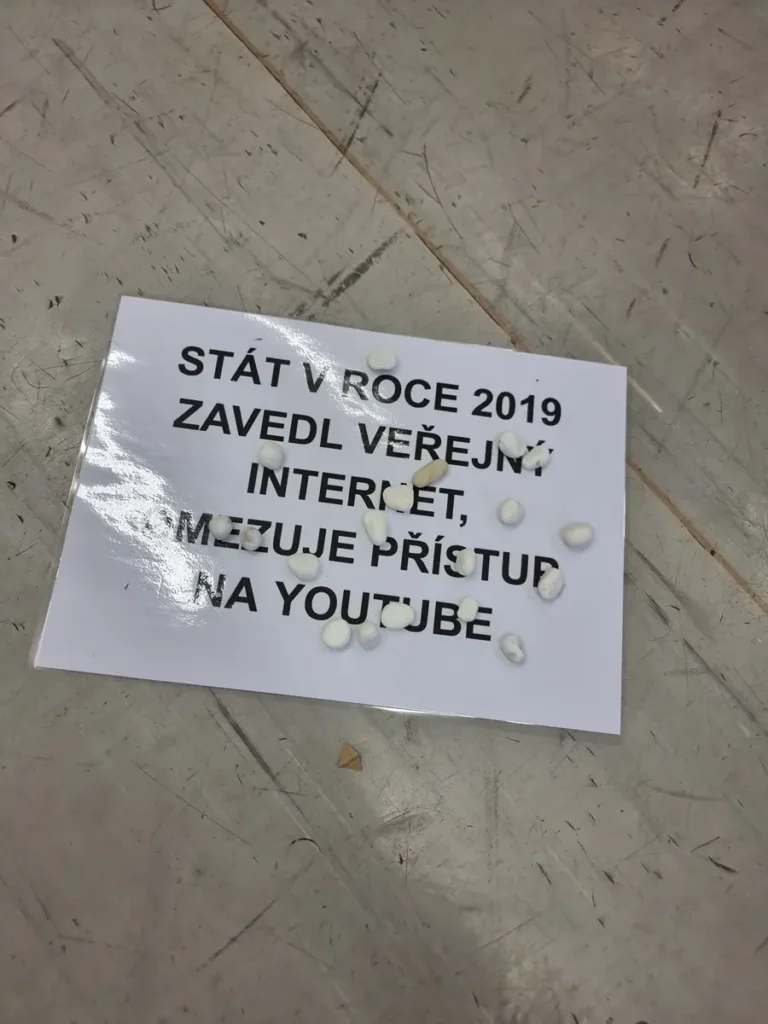 STÁT V ROCE 2019
ZAVEDL VEŘEJNÝ
INTERNET,
OMEZUJE PŘÍSTUP
NA YOUTUBE